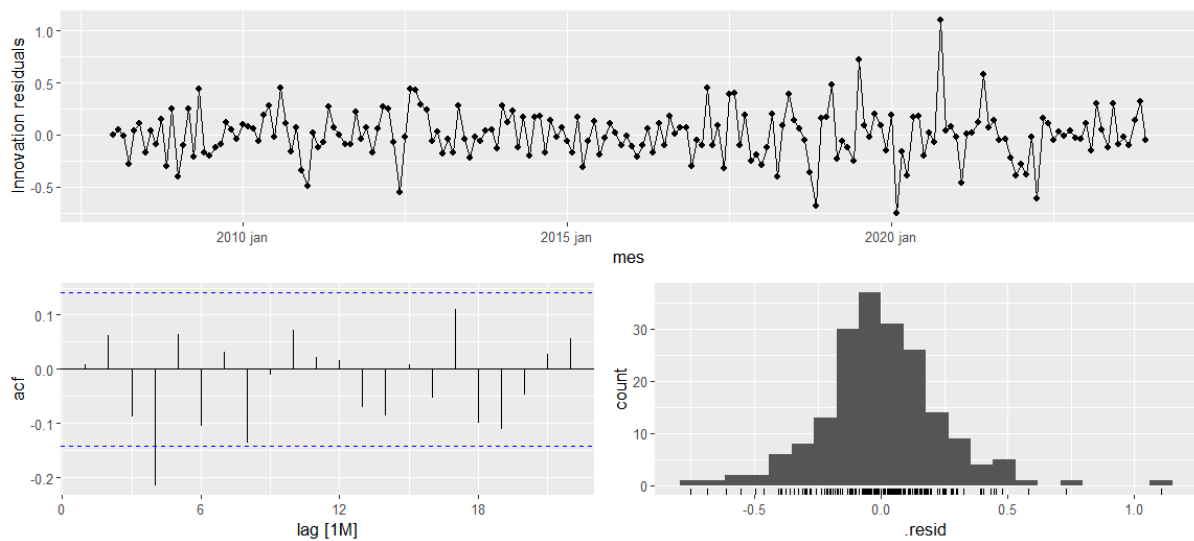 Innovation residuals
1.0
0.5
0.0
-0.5
2010 jan
2015 jan
2020 jan
mes
acf
0.1
0.0
-0.1
-0.2
0
6
12
18
lag [1M]
count
30
20
10
0
-0.5
0.0
0.5
1.0
.resid